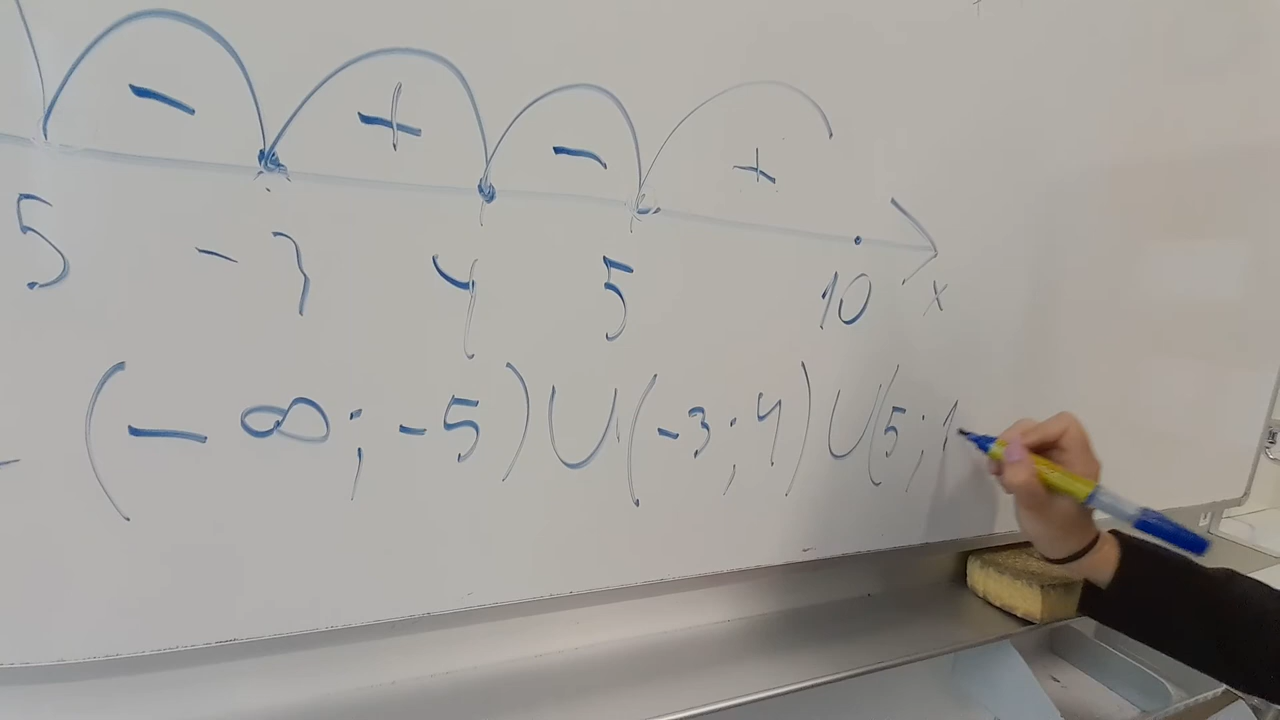 - + - +
5 -3 4 5 10 x
(-∞; -5) ∪ (-3; 4) ∪ (5; 1